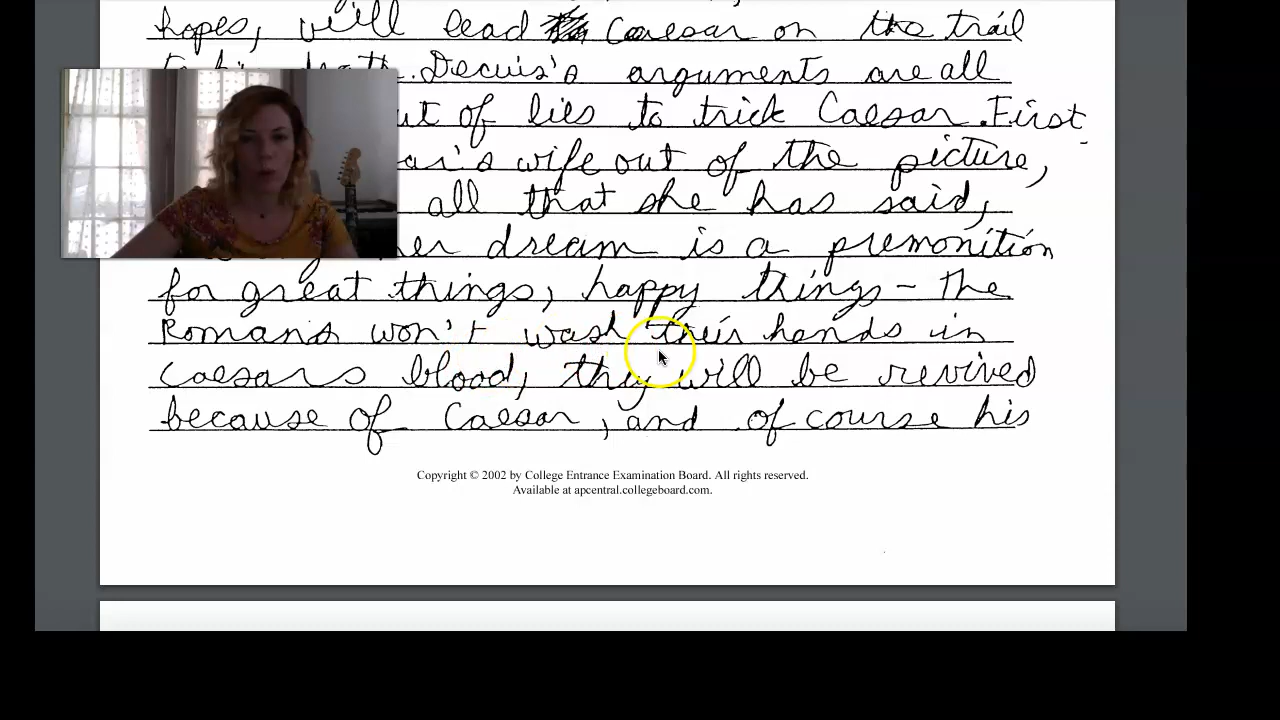 hopes, will lead Caesar on the trail
Decuis's arguments are all
out of lies to trick Caesar. First
wife out of the picture,
all that she has said,
her dream is a premonition
for great things, happy things - the
Romans won't wash their hands in
Caesars blood, they will be revived
because of Caesar, and of course his
Copyright © 2002 by College Entrance Examination Board. All rights reserved.
Available at apcentral.collegeboard.com.